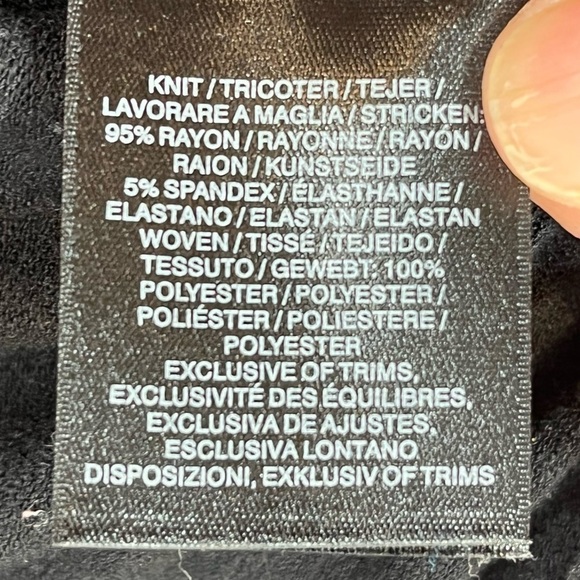 KNIT / TRICOTER / TEJER /
LAVORARE A MAGLIA / STRICKEN:
95% RAYON / RAYONNE / RAYÓN /
RAION / KUNSTSEIDE
5% SPANDEX / ÉLASTHANNE /
ELASTANO / ELASTAN / ELASTAN
WOVEN / TISSÉ / TEJEIDO /
TESSUTO / GEWEBT: 100%
POLYESTER / POLYESTER /
POLIÉSTER / POLIESTERE /
POLYESTER
EXCLUSIVE OF TRIMS,
EXCLUSIVITÉ DES ÉQUILIBRES,
EXCLUSIVA DE AJUSTES,
ESCLUSIVA LONTANO
DISPOSIZIONI, EXKLUSIV OF TRIMS